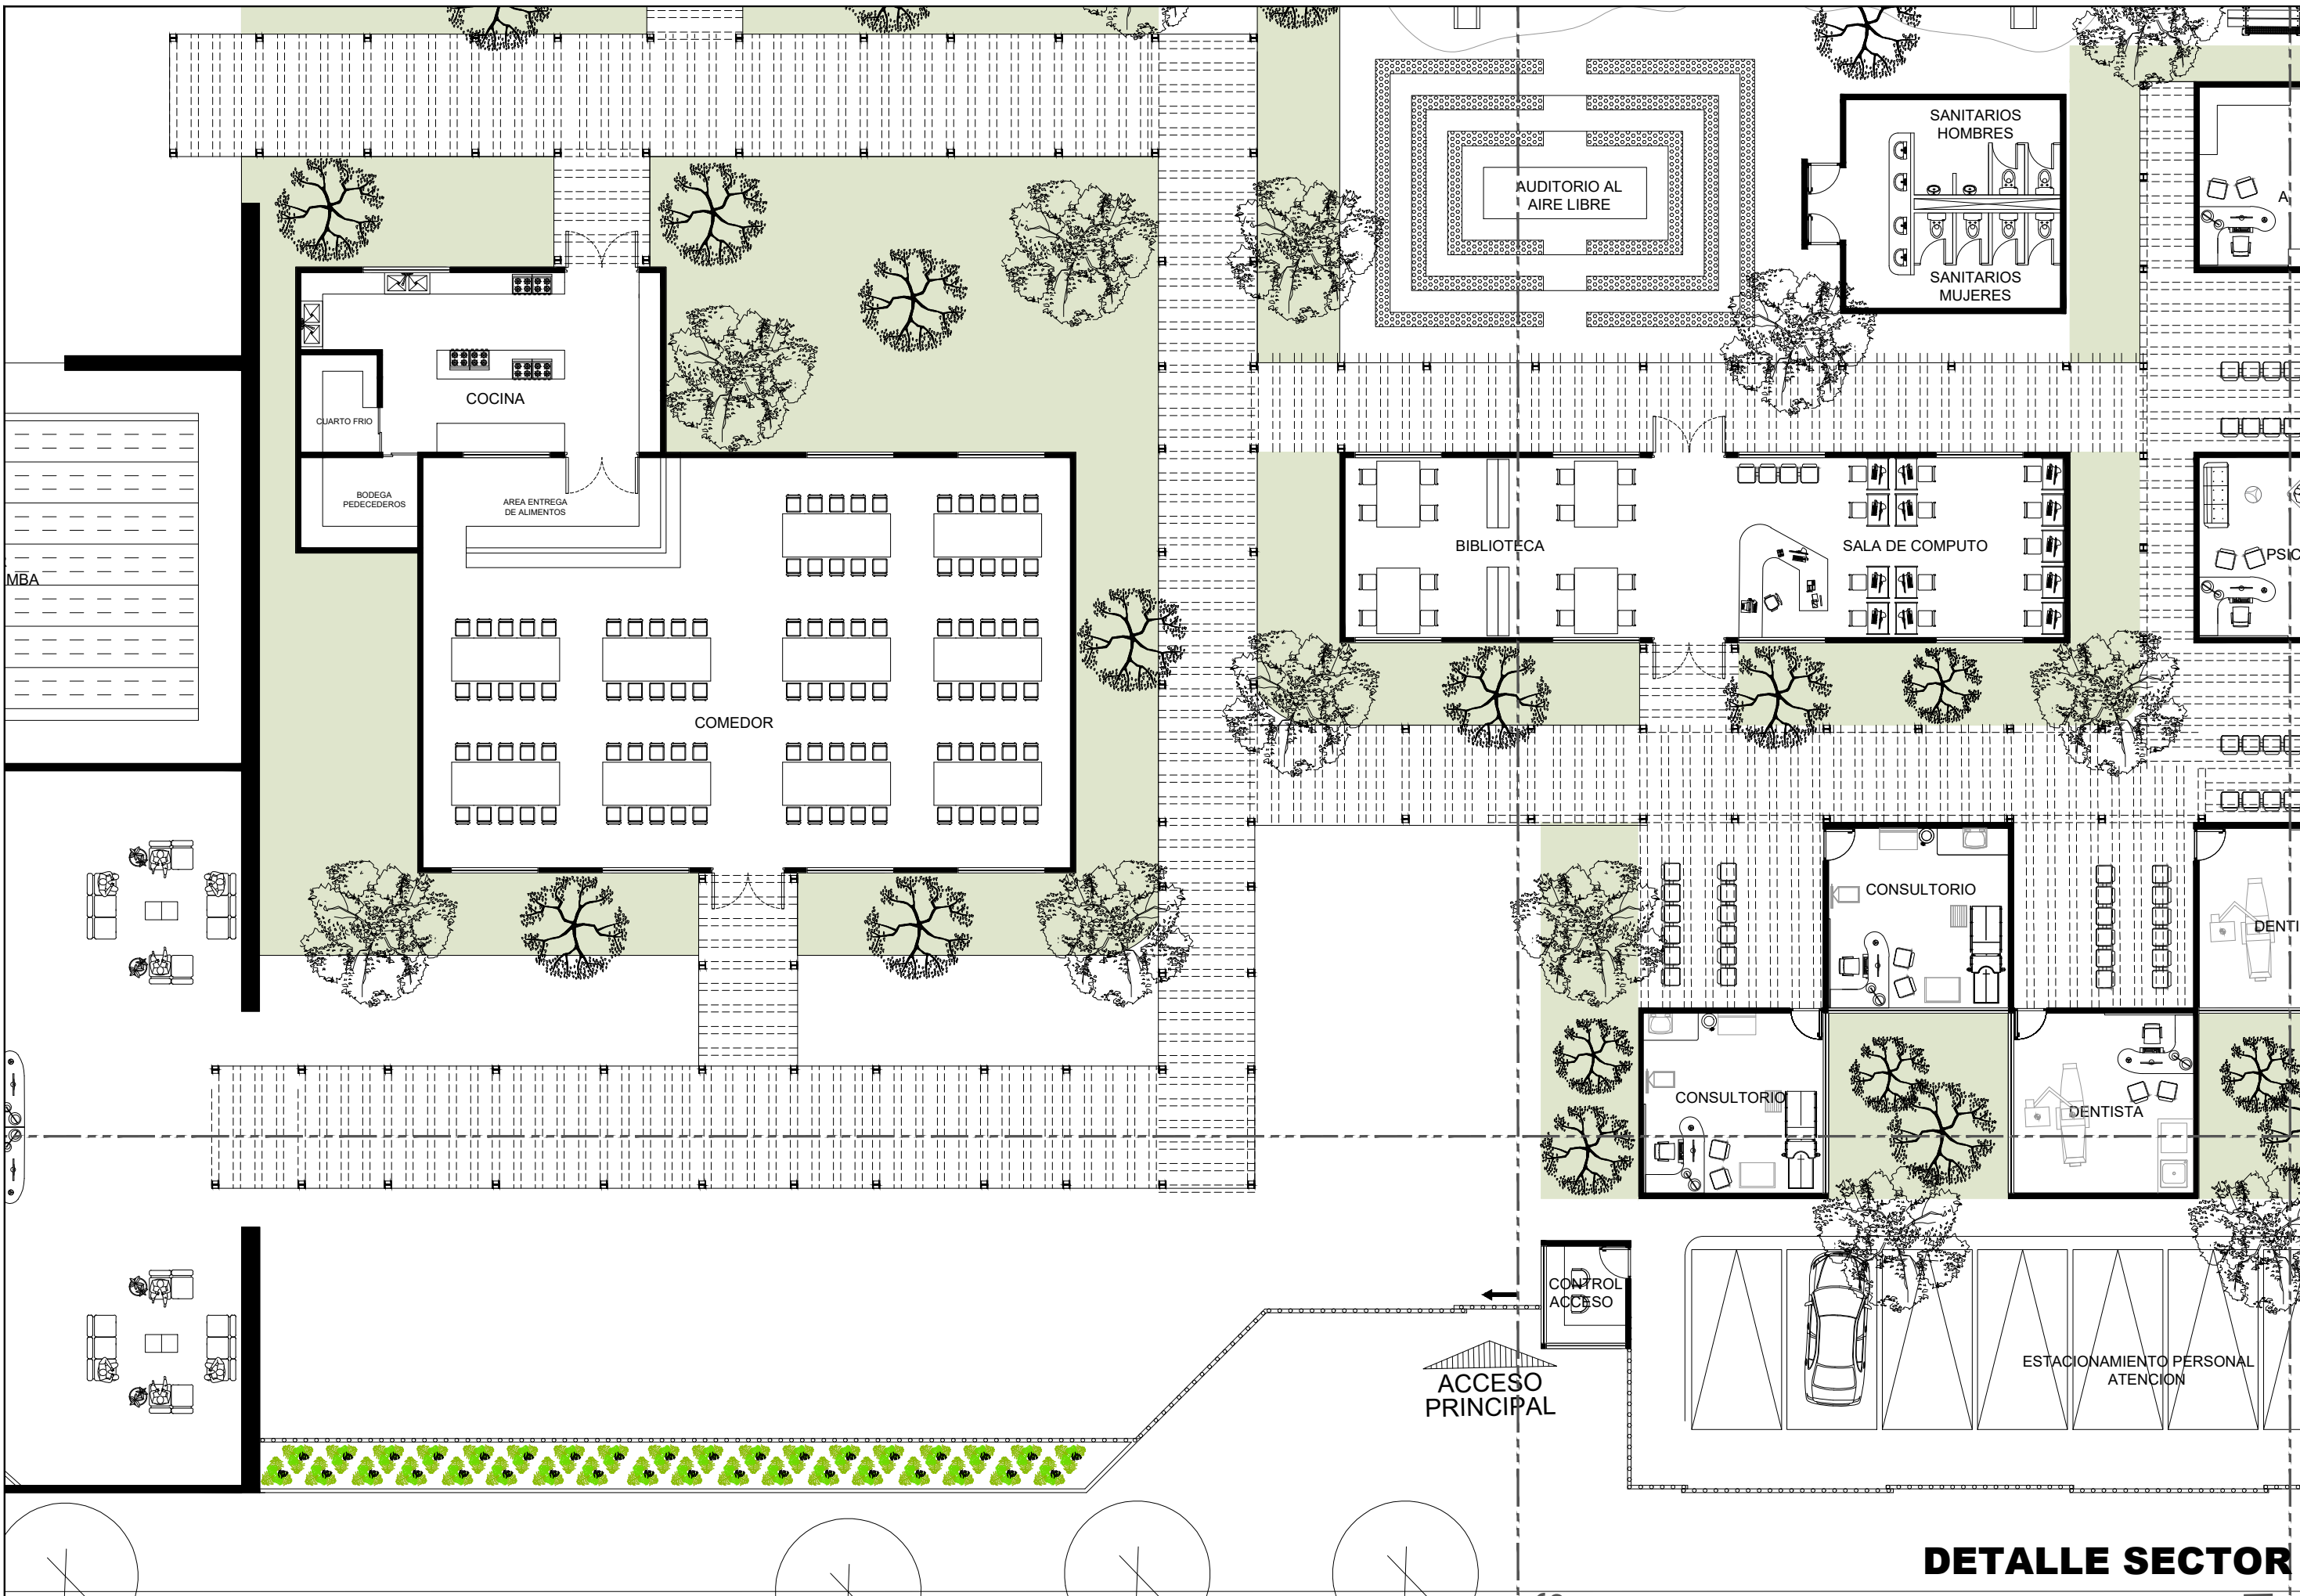 SANITARIOS
HOMBRES
AUDITORIO AL
AIRE LIBRE
A
SANITARIOS
MUJERES
COCINA
CUARTO FRIO
BODEGA
PEDECEDEROS
AREA ENTREGA
DE ALIMENTOS
BIBLIOTECA
SALA DE COMPUTO
PSIC
MBA
COMEDOR
CONSULTORIO
DENTI
CONSULTORIO
DENTISTA
CONTROL
ACCESO
ESTACIONAMIENTO PERSONAL
ATENCION
ACCESO
PRINCIPAL
DETALLE SECTOR